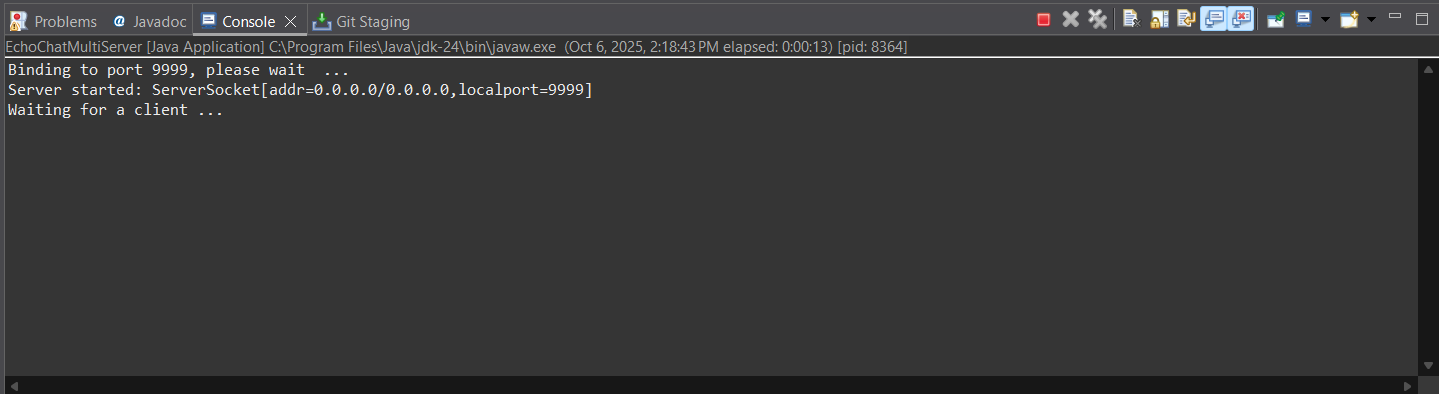 Problems @ Javadoc Console Git Staging
EchoChatMultiServer [Java Application] C:\Program Files\Java\jdk-24\bin\javaw.exe (Oct 6, 2025, 2:18:43 PM elapsed: 0:00:13) [pid: 8364]
Binding to port 9999, please wait  ...
Server started: ServerSocket[addr=0.0.0.0/0.0.0.0,localport=9999]
Waiting for a client ...